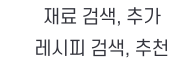 재료 검색, 추가
레시피 검색, 추천